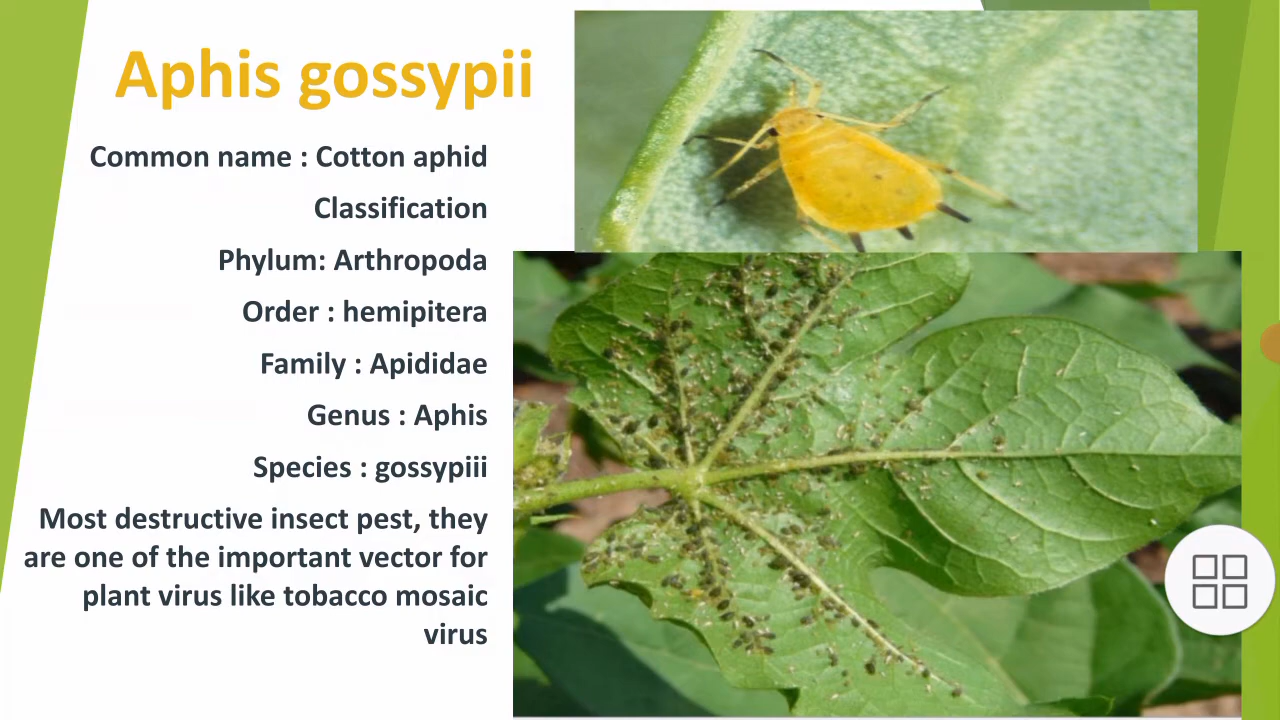 Aphis gossypii
Common name : Cotton aphid
Classification
Phylum: Arthropoda
Order : hemipitera
Family : Apididae
Genus : Aphis
Species : gossypiii
Most destructive insect pest, they
are one of the important vector for
plant virus like tobacco mosaic
virus